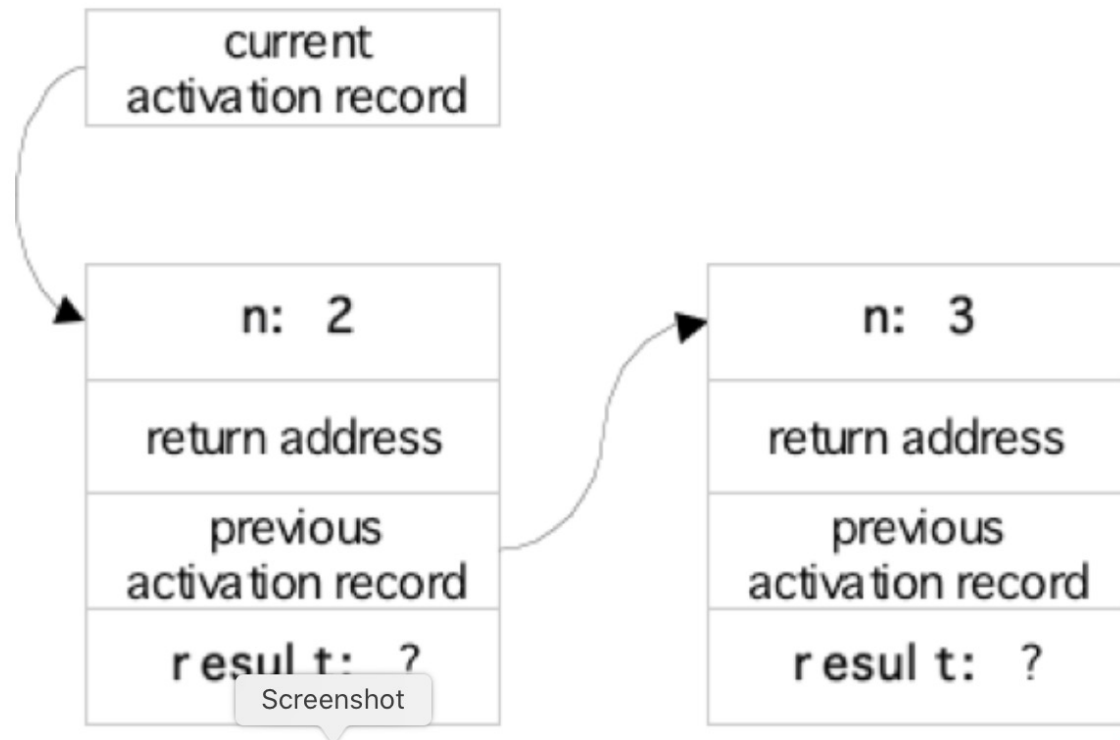 current
activation record
n: 2
return address
previous
activation record
result: ?
n: 3
return address
previous
activation record
result: ?
Screenshot